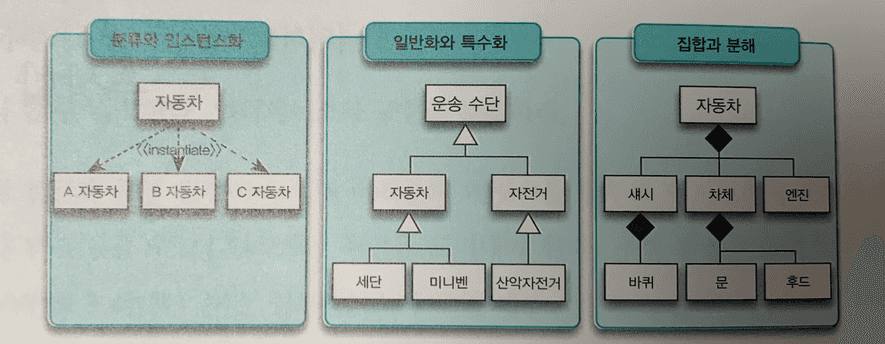 분류와 인스턴스화
자동차
<<instantiate>>
A 자동차 B 자동차 C 자동차
일반화와 특수화
운송 수단
자동차 자전거
세단 미니벤 산악자전거
집합과 분해
자동차
섀시 차체 엔진
바퀴 문 후드